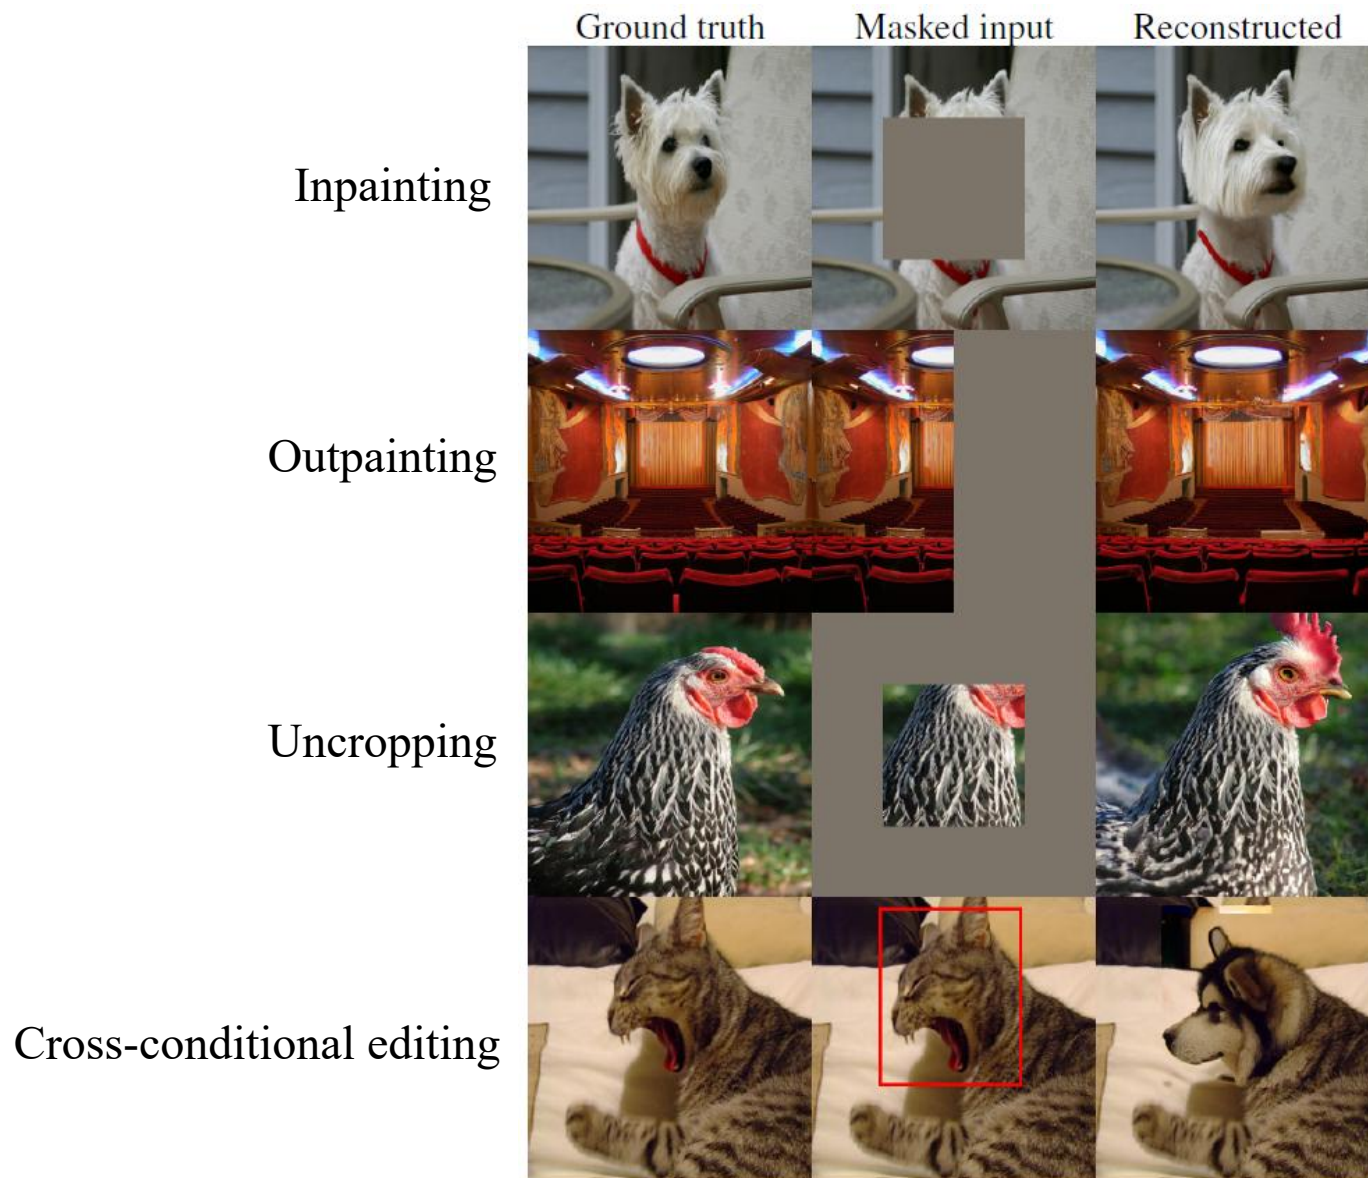 Ground truth Masked input Reconstructed
Inpainting
Outpainting
Uncropping
Cross-conditional editing